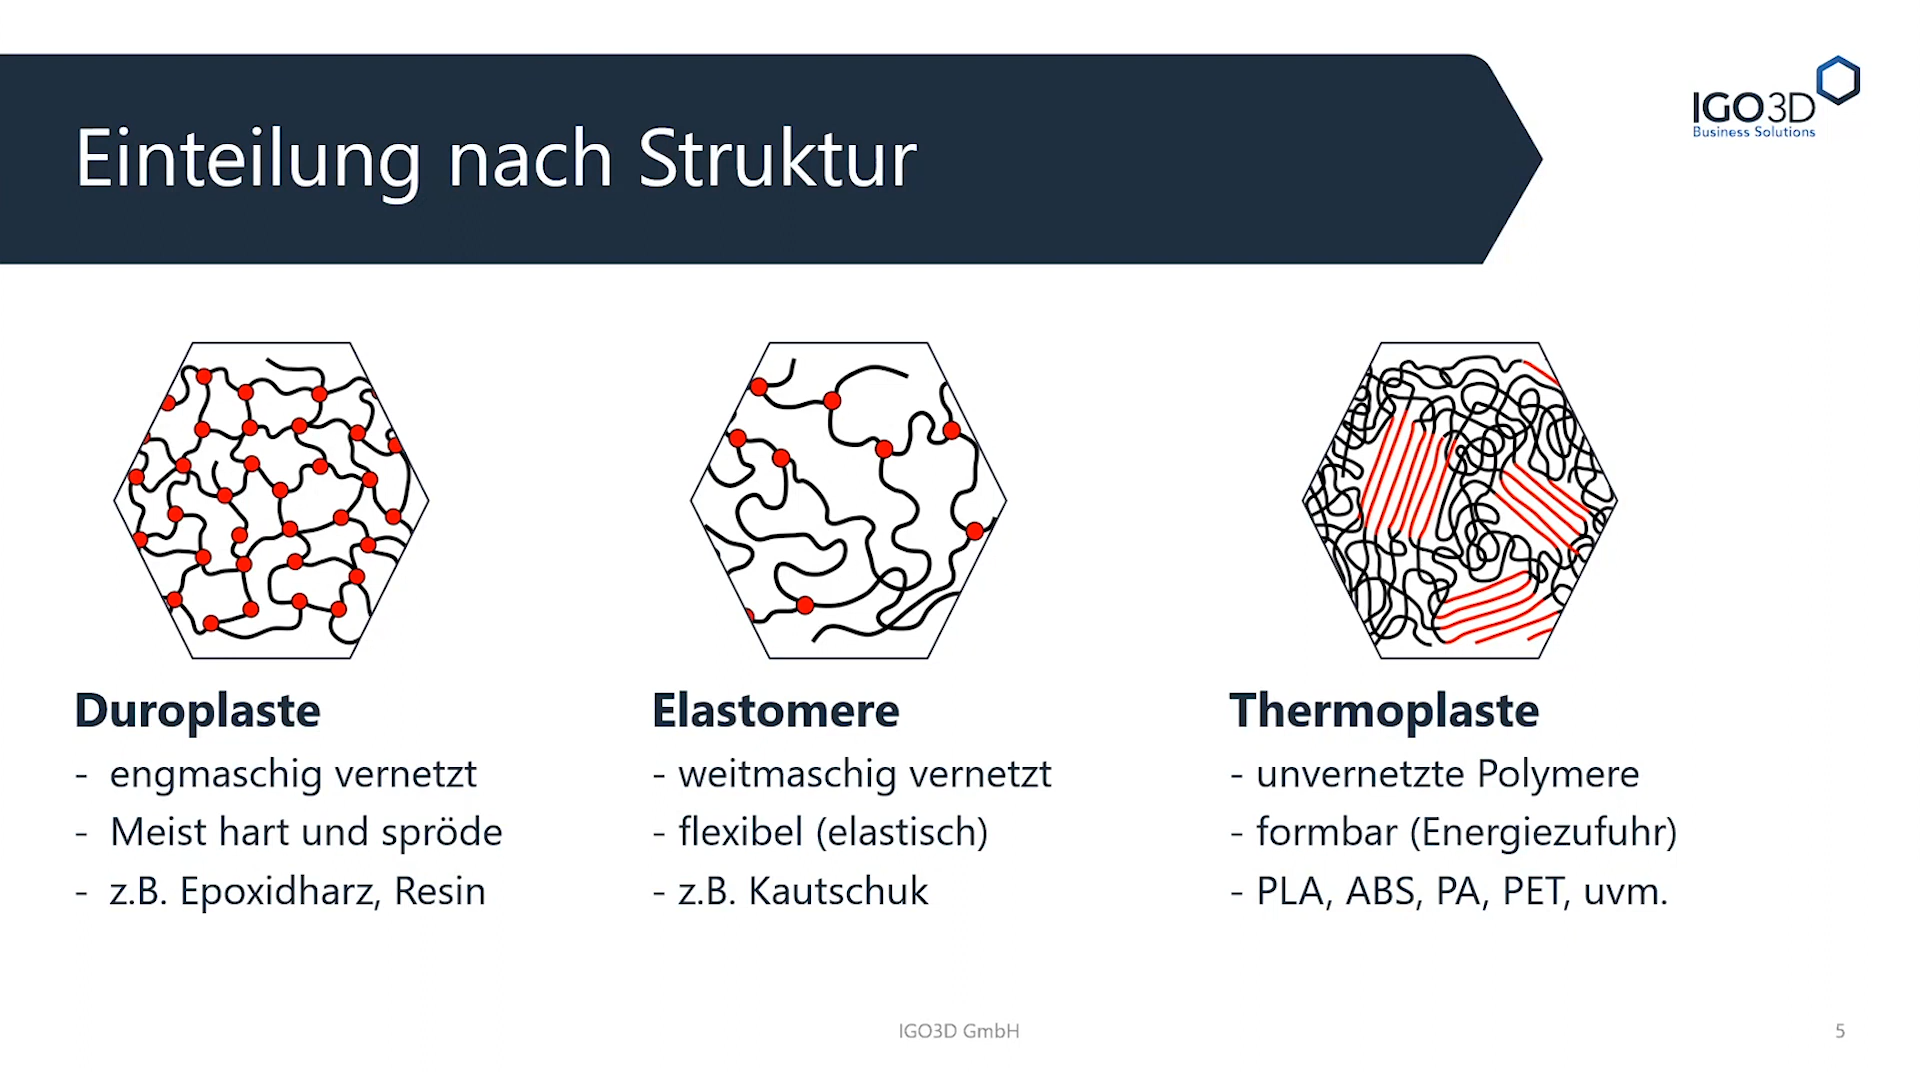 Einteilung nach Struktur
IGO3D
Business Solutions
Duroplaste
- engmaschig vernetzt
- Meist hart und spröde
- z.B. Epoxidharz, Resin
Elastomere
- weitmaschig vernetzt
- flexibel (elastisch)
- z.B. Kautschuk
Thermoplaste
- unvernetzte Polymere
- formbar (Energiezufuhr)
- PLA, ABS, PA, PET, uvm.
IGO3D GmbH
5